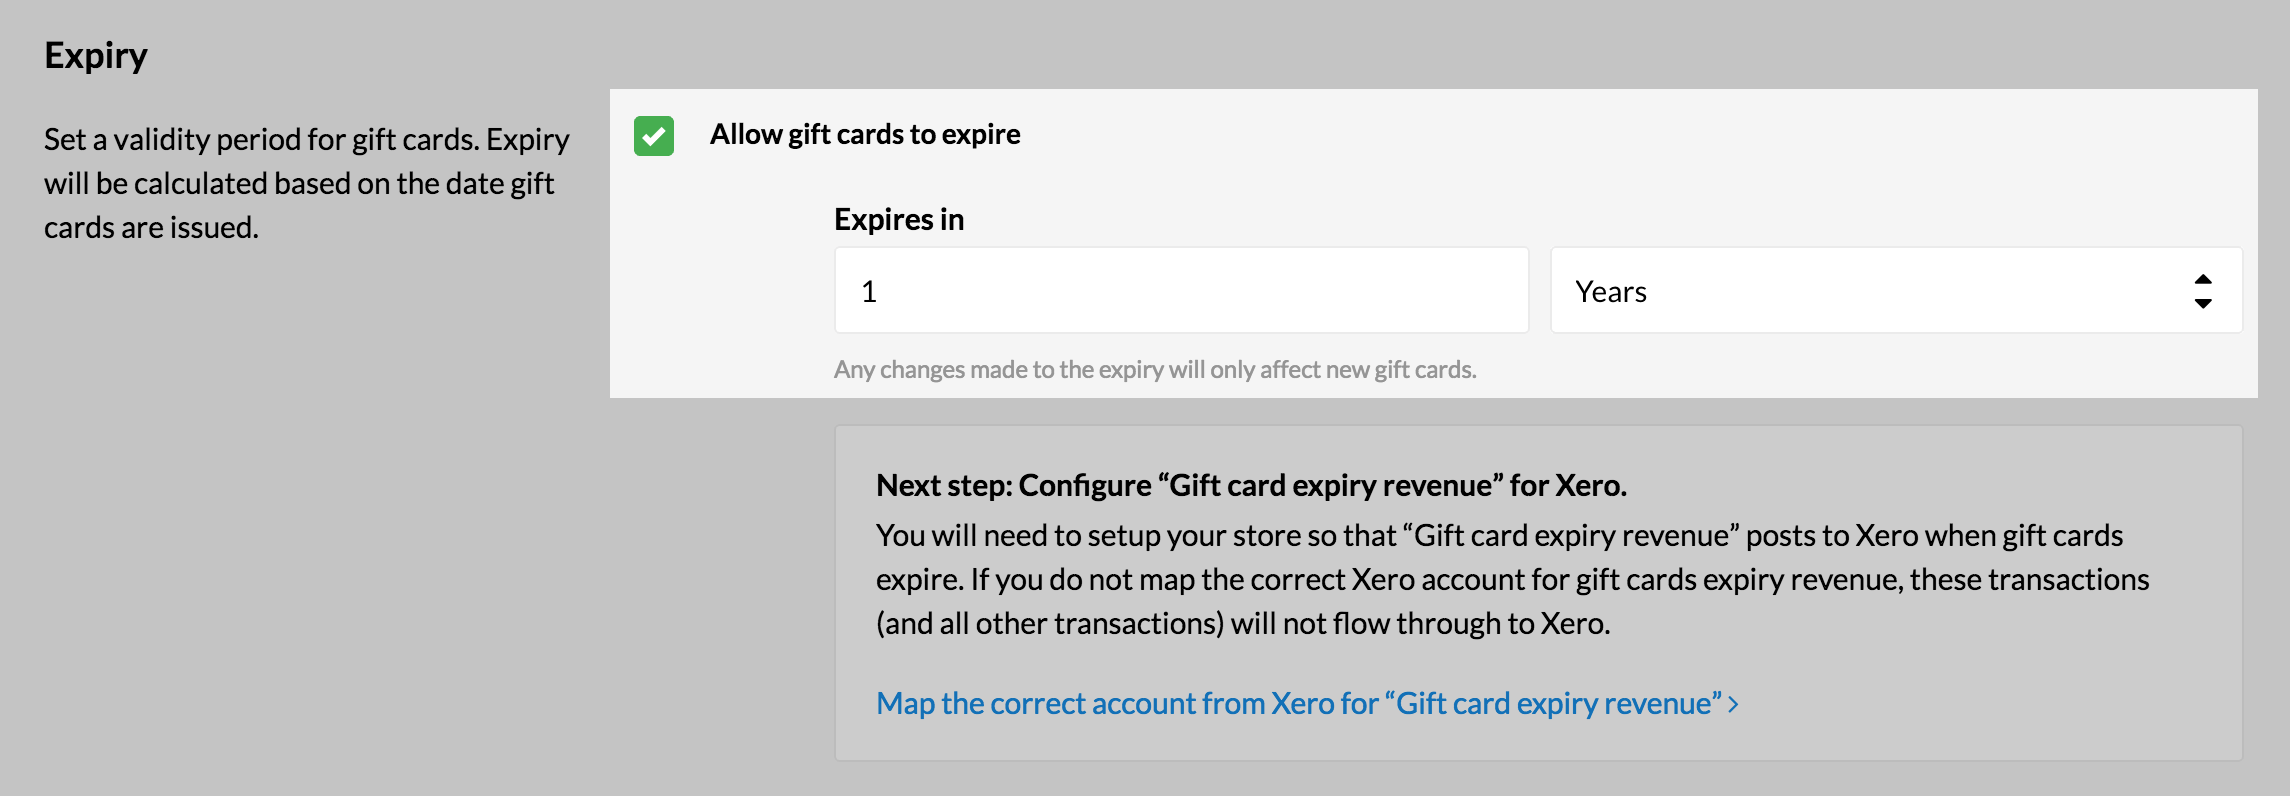 Expiry
Set a validity period for gift cards. Expiry
will be calculated based on the date gift
cards are issued.
Allow gift cards to expire
Expires in
1
Years
Any changes made to the expiry will only affect new gift cards.
Next step: Configure “Gift card expiry revenue” for Xero.
You will need to setup your store so that “Gift card expiry revenue” posts to Xero when gift cards
expire. If you do not map the correct Xero account for gift cards expiry revenue, these transactions
(and all other transactions) will not flow through to Xero.
Map the correct account from Xero for “Gift card expiry revenue” >